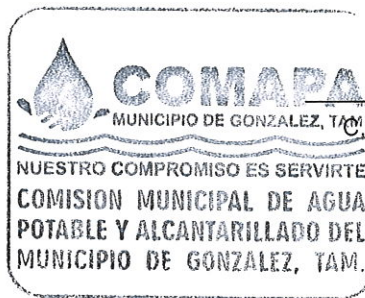 COMAPA
MUNICIPIO DE GONZALEZ, TAM
C.
NUESTRO COMPROMISO ES SERVIRTE
COMISION MUNICIPAL DE AGUA
POTABLE Y ALCANTARILLADO DEL
MUNICIPIO DE GONZALEZ, TAM.